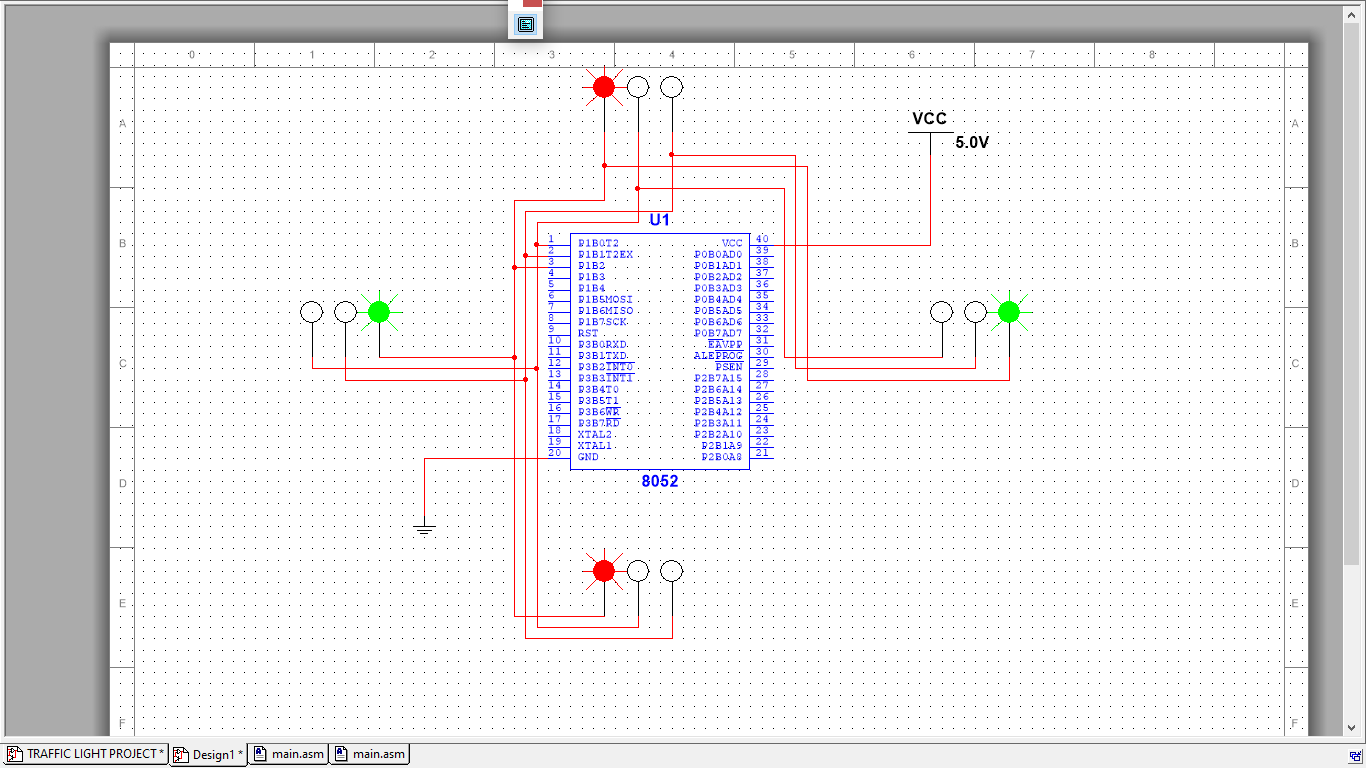 0 1 2 3 4 5 6 7 8
A A
VCC
5.0V
U1
B B
1 P1B0T2 VCC 40
2 P1B1T2EX P0B0AD0 39
3 P1B2 P0B1AD1 38
4 P1B3 P0B2AD2 37
5 P1B4 P0B3AD3 36
6 P1B5MOSI P0B4AD4 35
7 P1B6MISO P0B5AD5 34
8 P1B7SCK P0B6AD6 33
9 RST P0B7AD7 32
10 P3B0RXD EAVPP 31
11 P3B1TXD ALEPROG 30
C C
12 P3B2INT0 PSEN 29
13 P3B3INT1 P2B7A15 28
14 P3B4T0 P2B6A14 27
15 P3B5T1 P2B5A13 26
16 P3B6WR P2B4A12 25
17 P3B7RD P2B3A11 24
18 XTAL2 P2B2A10 23
19 XTAL1 P2B1A9 22
20 GND P2B0A8 21
8052
D D
E E
F F
TRAFFIC LIGHT PROJECT * Design1 * main.asm main.asm